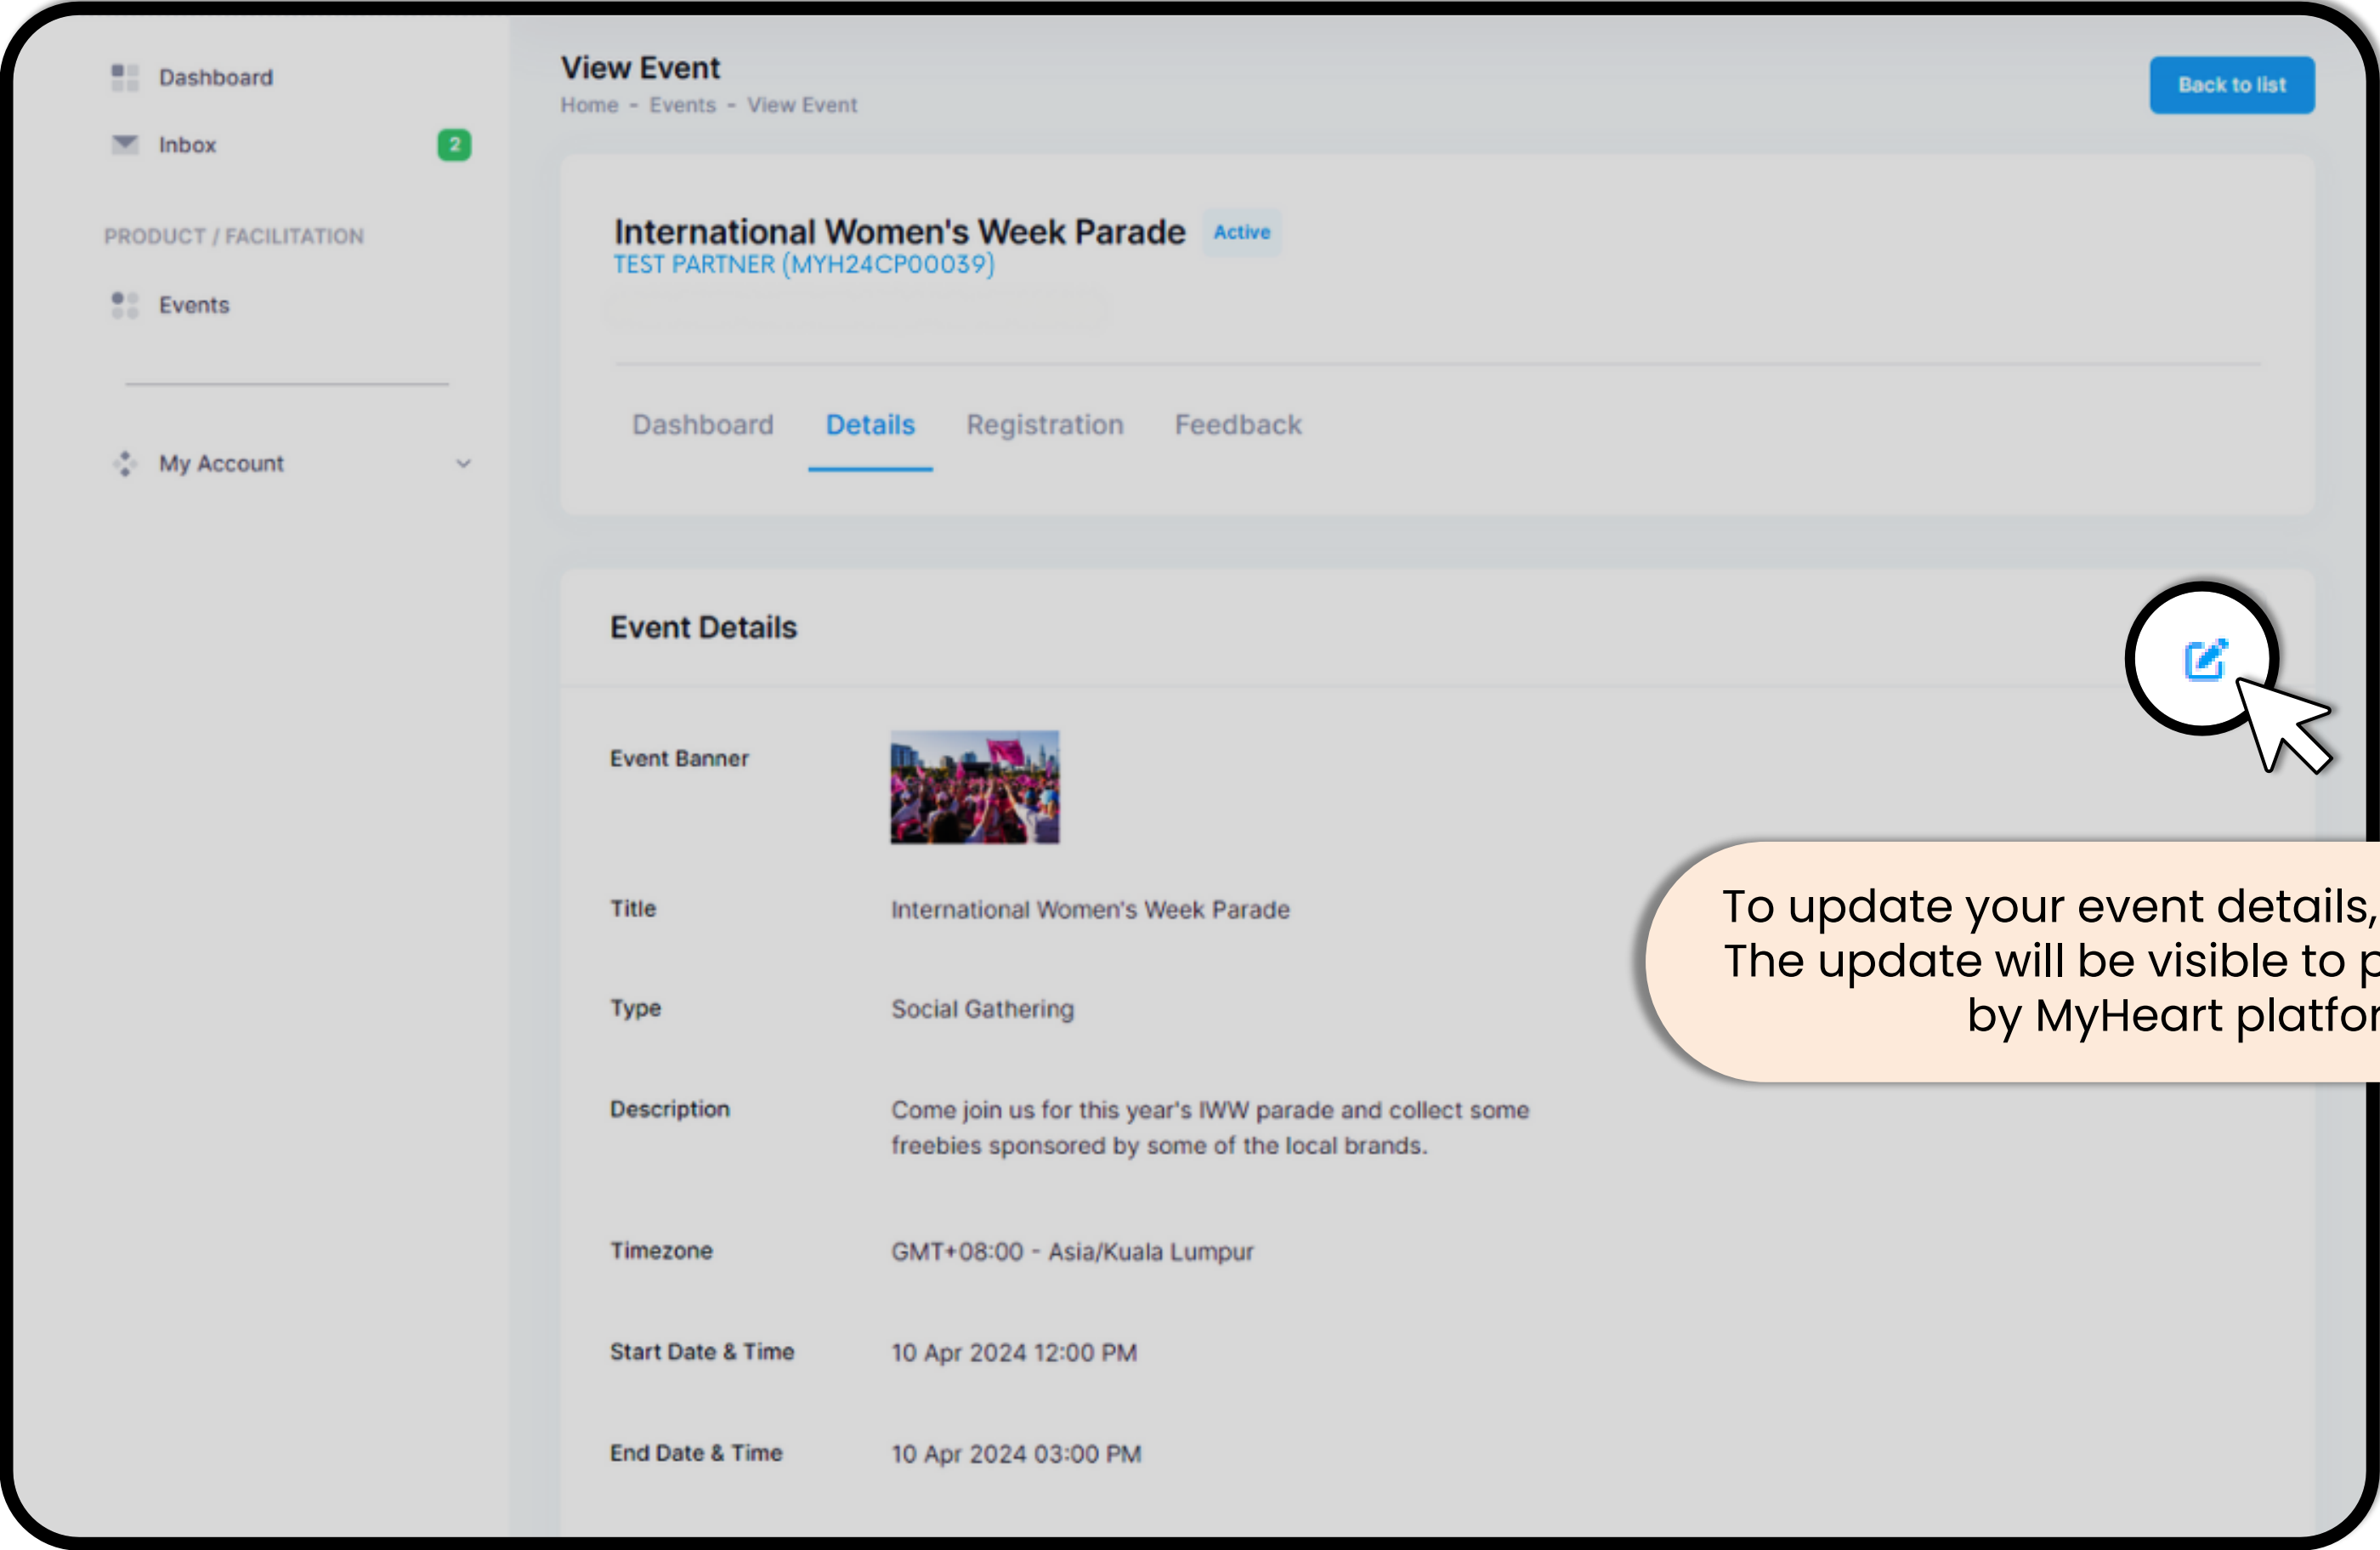 Dashboard
Inbox
2
PRODUCT / FACILITATION
Events
My Account
View Event
Home - Events - View Event
Back to list
International Women's Week Parade
Active
TEST PARTNER (MYH24CP00039)
Dashboard
Details
Registration
Feedback
Event Details
Event Banner
Title
International Women's Week Parade
Type
Social Gathering
Description
Come join us for this year's IWW parade and collect some
freebies sponsored by some of the local brands.
Timezone
GMT+08:00 - Asia/Kuala Lumpur
Start Date & Time
10 Apr 2024 12:00 PM
End Date & Time
10 Apr 2024 03:00 PM
To update your event details,
The update will be visible to
by MyHeart